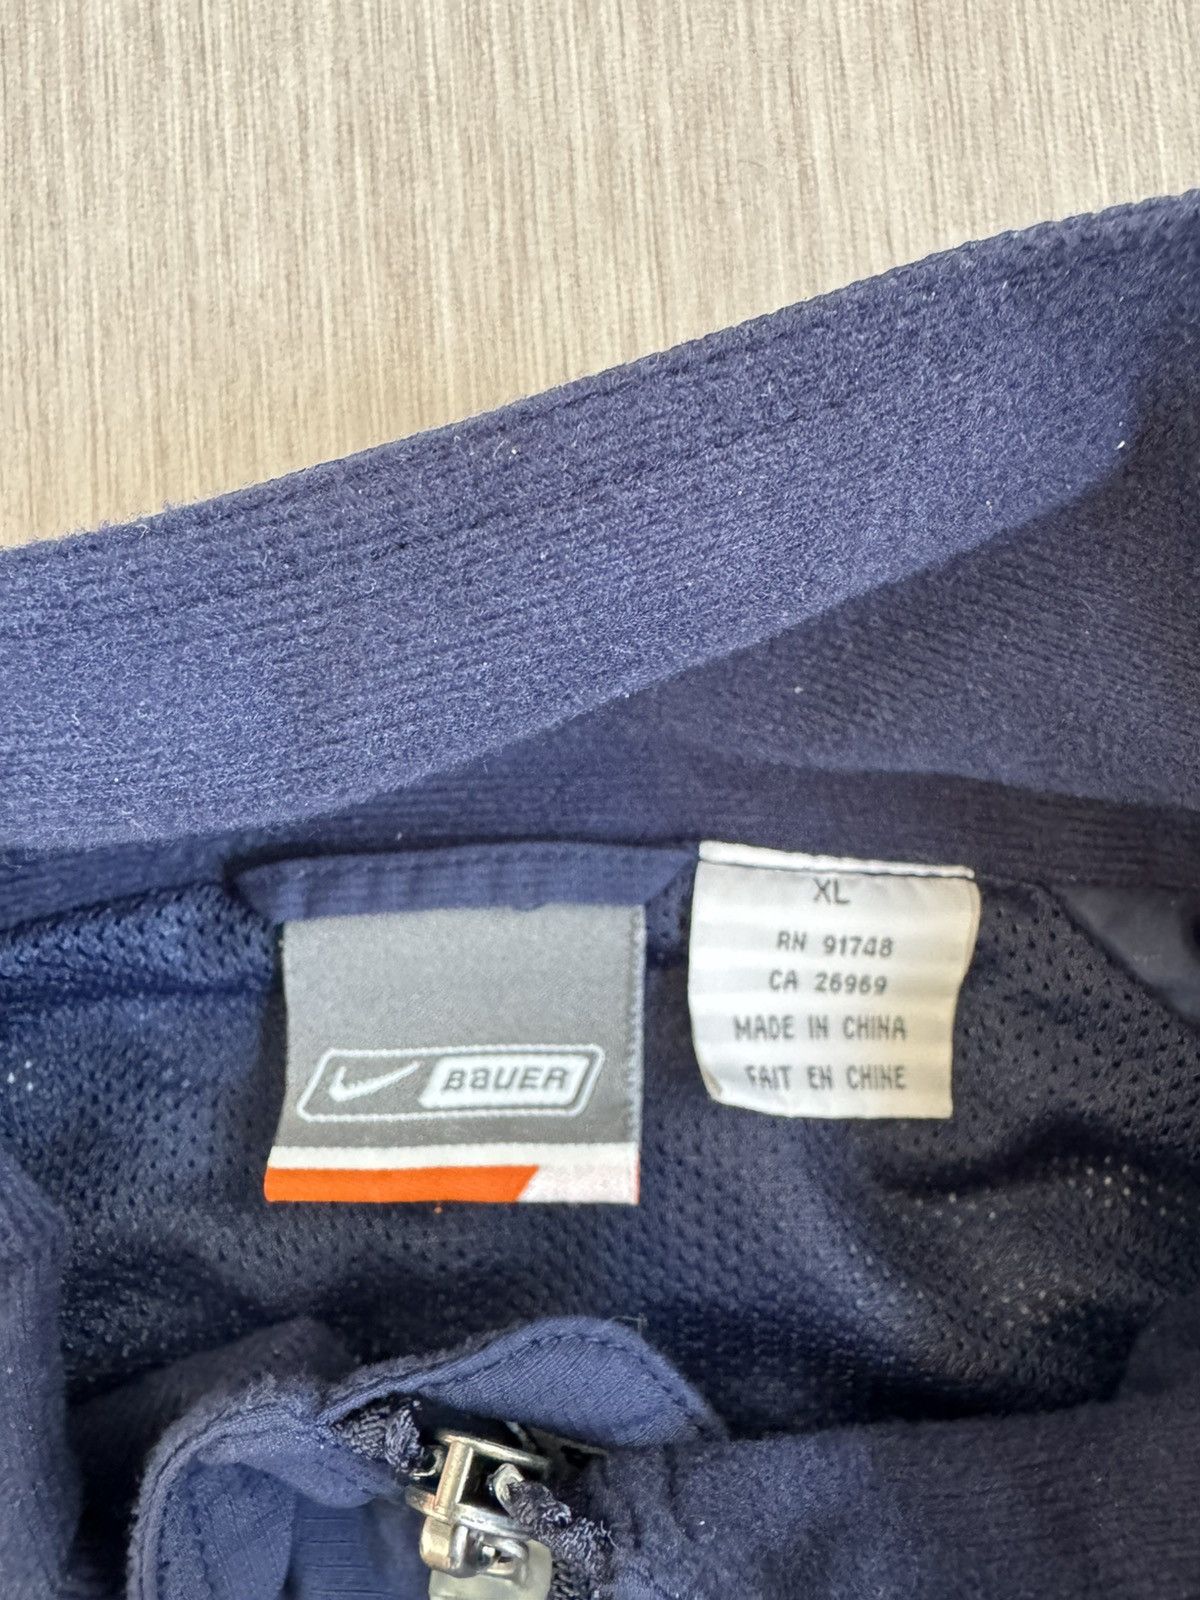 BaUER
XL
RN 91748
CA 26969
MADE IN CHINA
FAIT EN CHINE